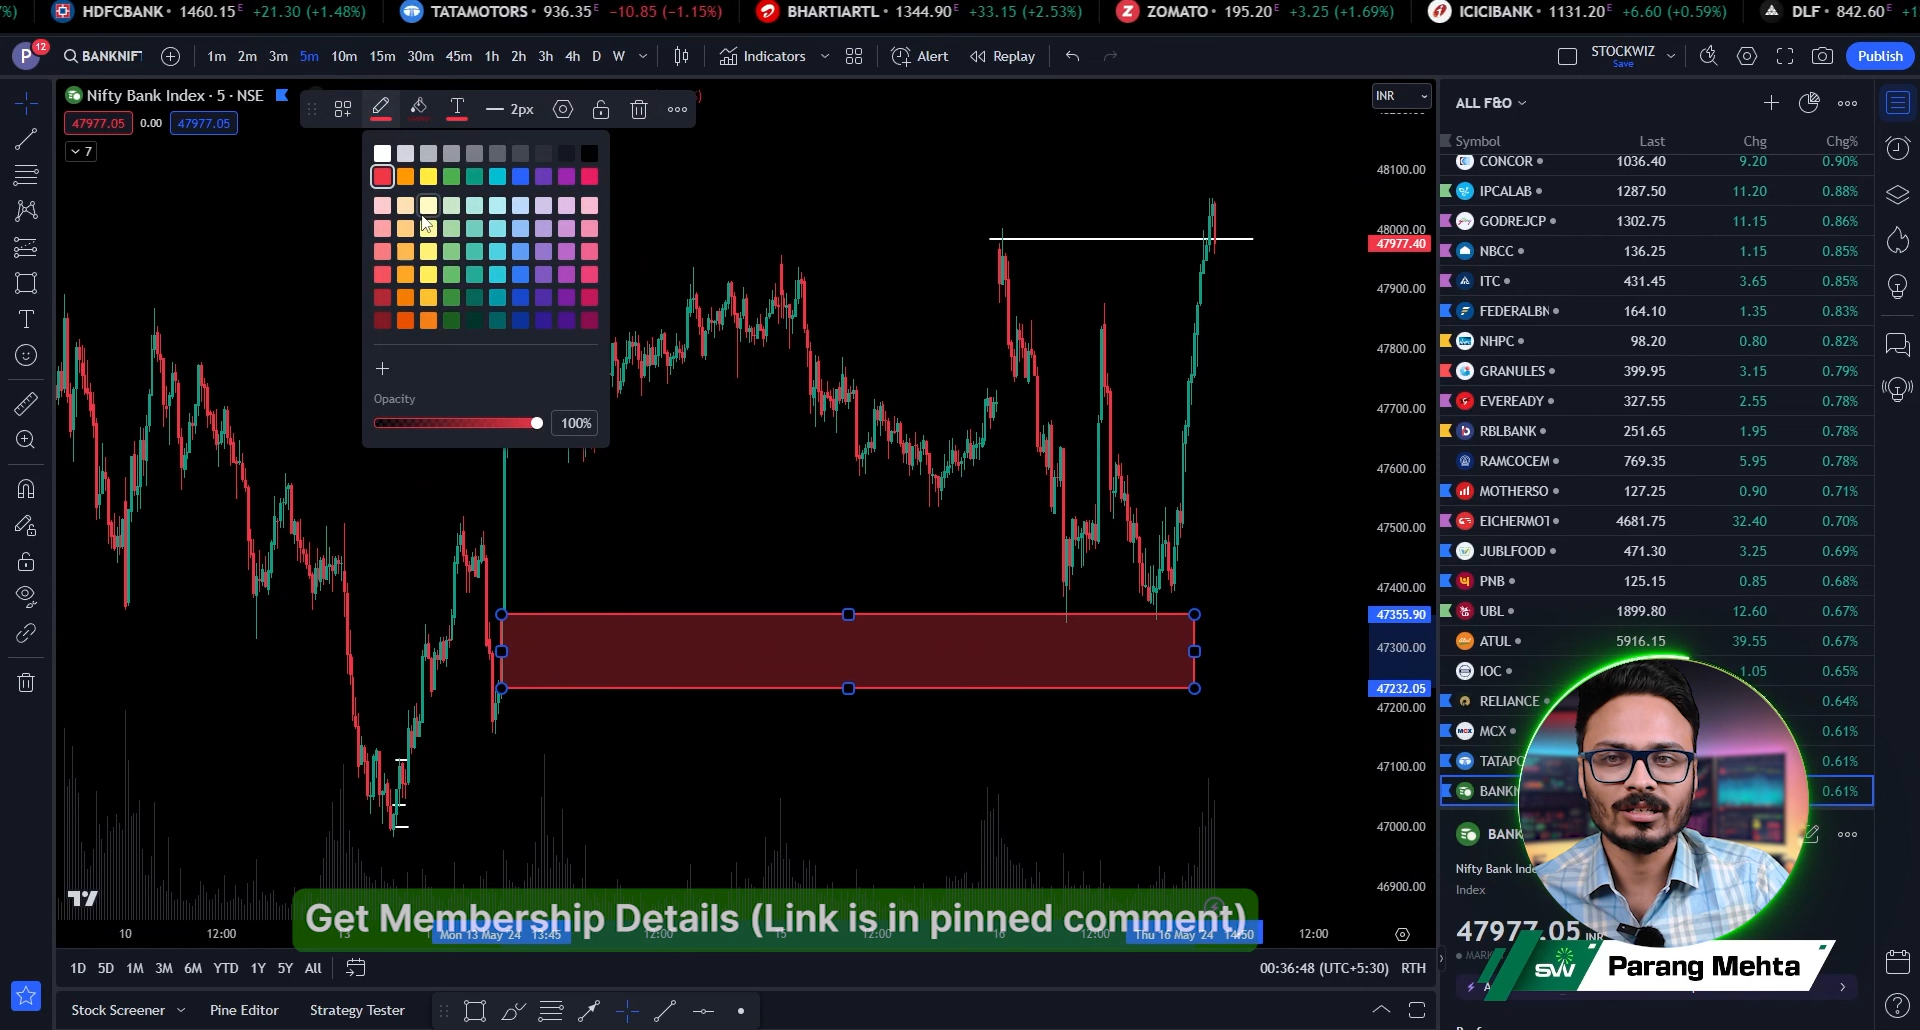 %) HDFCBANK • 1460.15 E +21.30 (+1.48%) TATAMOTORS • 936.35 E −10.85 (−1.15%) BHARTIARTL • 1344.90 E +33.15 (+2.53%) ZOMATO • 195.20 E +3.25 (+1.69%) ICICIBANK • 1131.20 E +6.60 (+0.59%) DLF • 842.60 E
P 12 BANKNIF 1m 2m 3m 5m 10m 15m 30m 45m 1h 2h 3h 4h D W Indicators Alert Replay STOCKWIZ Save Publish
Nifty Bank Index · 5 · NSE
47977.05 0.00 47977.05
7
T 2px
INR
Opacity
100%
48100.00
48000.00
47977.40
47900.00
47800.00
47700.00
47600.00
47500.00
47400.00
47355.90
47300.00
47232.05
47200.00
47100.00
47000.00
46900.00
ALL F&O
Symbol Last Chg Chg%
CONCOR 1036.40 9.20 0.90%
IPCALAB 1287.50 11.20 0.88%
GODREJCP 1302.75 11.15 0.86%
NBCC 136.25 1.15 0.85%
ITC 431.45 3.65 0.85%
FEDERALBN 164.10 1.35 0.83%
NHPC 98.20 0.80 0.82%
GRANULES 399.95 3.15 0.79%
EVEREADY 327.55 2.55 0.78%
RBLBANK 251.65 1.95 0.78%
RAMCOCEM 769.35 5.95 0.78%
MOTHERSO 127.25 0.90 0.71%
EICHERMOT 4681.75 32.40 0.70%
JUBLFOOD 471.30 3.25 0.69%
PNB 125.15 0.85 0.68%
UBL 1899.80 12.60 0.67%
ATUL 5916.15 39.55 0.67%
IOC 1.05 0.65%
RELIANCE 0.64%
MCX 0.61%
TATAPO 0.61%
BANKN 0.61%
BANK
Nifty Bank Inde
Index
47977.05 INR
Get Membership Details (Link is in pinned comment)
10 12:00 13 Mon 13 May '24 13:45 12:00 15 12:00 16 12:00 Thu 16 May '24 14:50 12:00
1D 5D 1M 3M 6M YTD 1Y 5Y All 00:36:48 (UTC+5:30) RTH
SW Parang Mehta
Stock Screener Pine Editor Strategy Tester